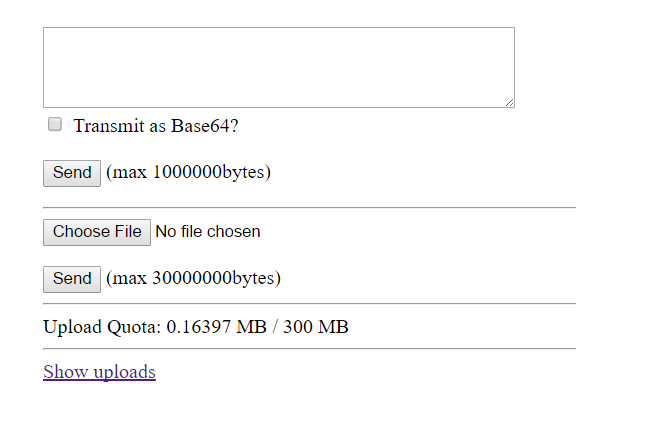 Transmit as Base64?
Send (max 1000000bytes)
Choose File No file chosen
Send (max 30000000bytes)
Upload Quota: 0.16397 MB / 300 MB
Show uploads